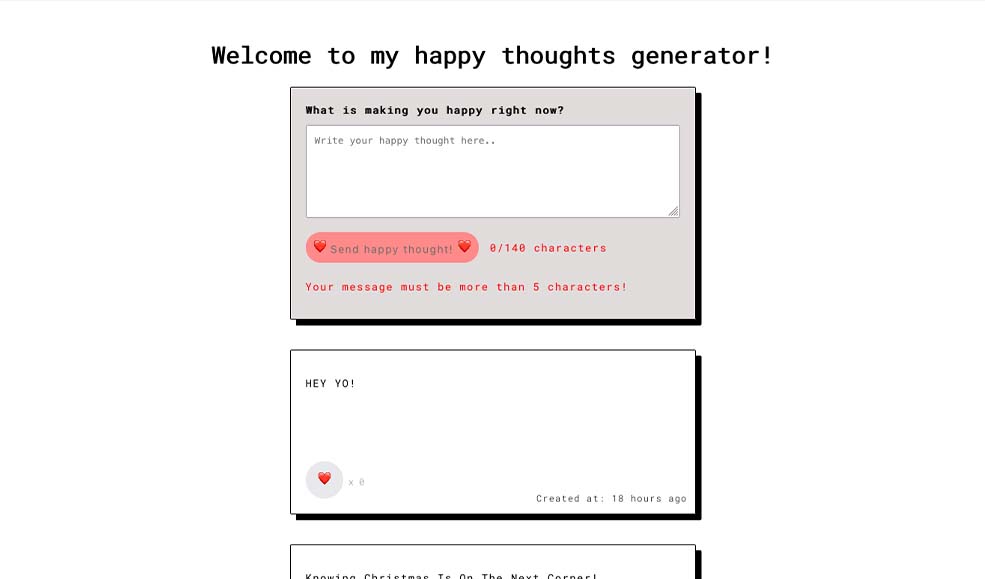 Welcome to my happy thoughts generator!
What is making you happy right now?
Write your happy thought here..
❤️ Send happy thought! ❤️ 0/140 characters
Your message must be more than 5 characters!
HEY YO!
❤️ x 0
Created at: 18 hours ago
Knowing Christmas Is On The Next Corner!